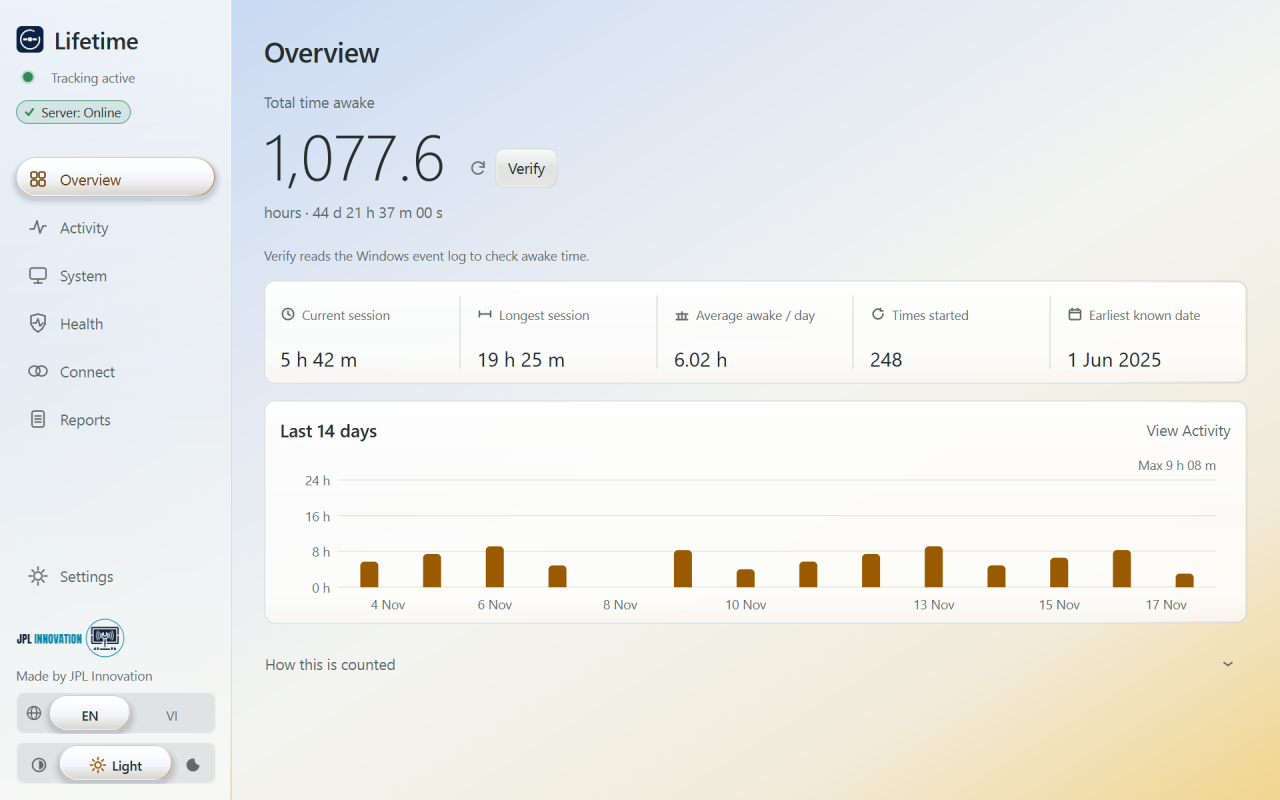 Lifetime
Tracking active
Server: Online
Overview
Activity
System
Health
Connect
Reports
Settings
JPL INNOVATION
Made by JPL Innovation
EN VI
Light
Overview
Total time awake
1,077.6 Verify
hours · 44 d 21 h 37 m 00 s
Verify reads the Windows event log to check awake time.
Current session Longest session Average awake / day Times started Earliest known date
5 h 42 m 19 h 25 m 6.02 h 248 1 Jun 2025
Last 14 days View Activity
Max 9 h 08 m
24 h
16 h
8 h
0 h
4 Nov 6 Nov 8 Nov 10 Nov 13 Nov 15 Nov 17 Nov
How this is counted